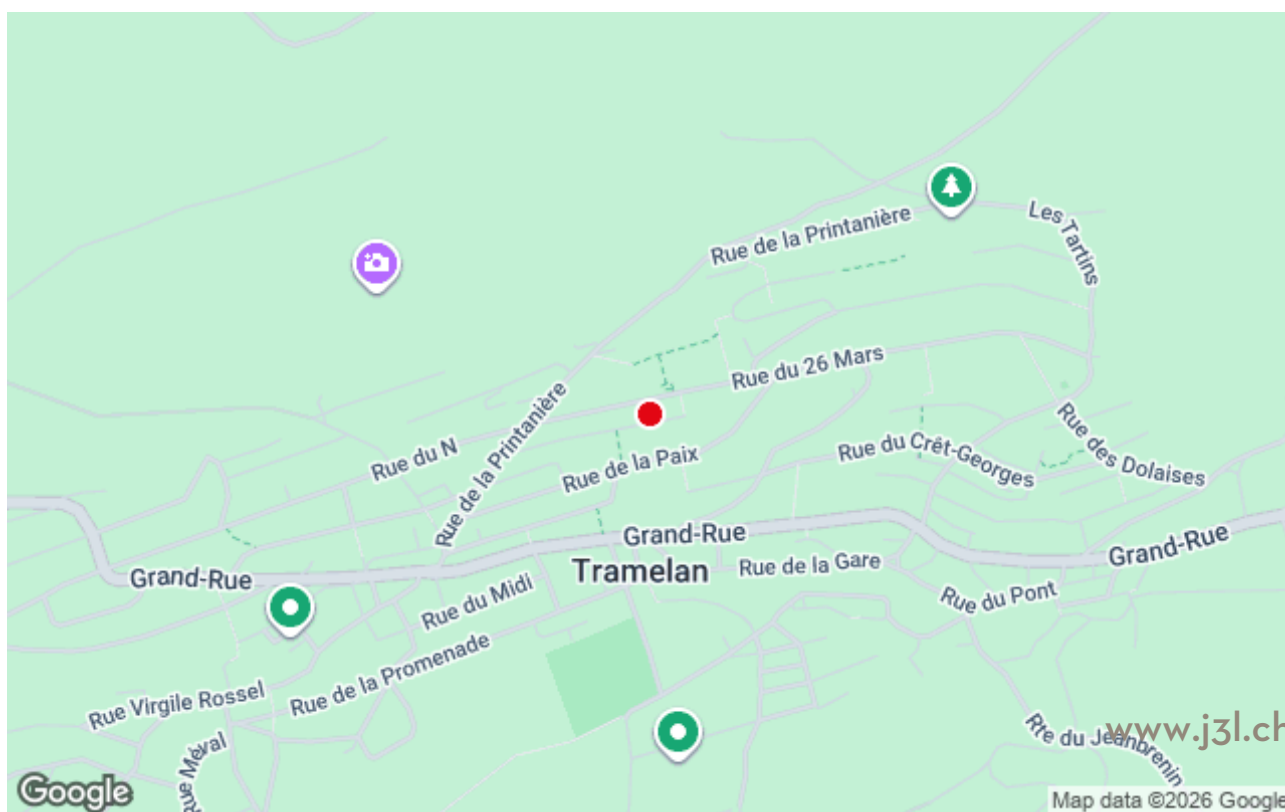 Les Tartins
Rue de la Printanière
Rue du 26 Mars
Rue de la Printanière
Rue du N
Rue de la Paix
Rue du Crêt-Georges
Rue des Dolaises
Grand-Rue
Grand-Rue
Grand-Rue
Tramelan
Rue de la Gare
Rue du Midi
Rue du Pont
Rue de la Promenade
Rue Virgile Rossel
Rue Méval
Rte du Jeanbrenin
www.j3l.ch
Google
Map data ©2026 Google